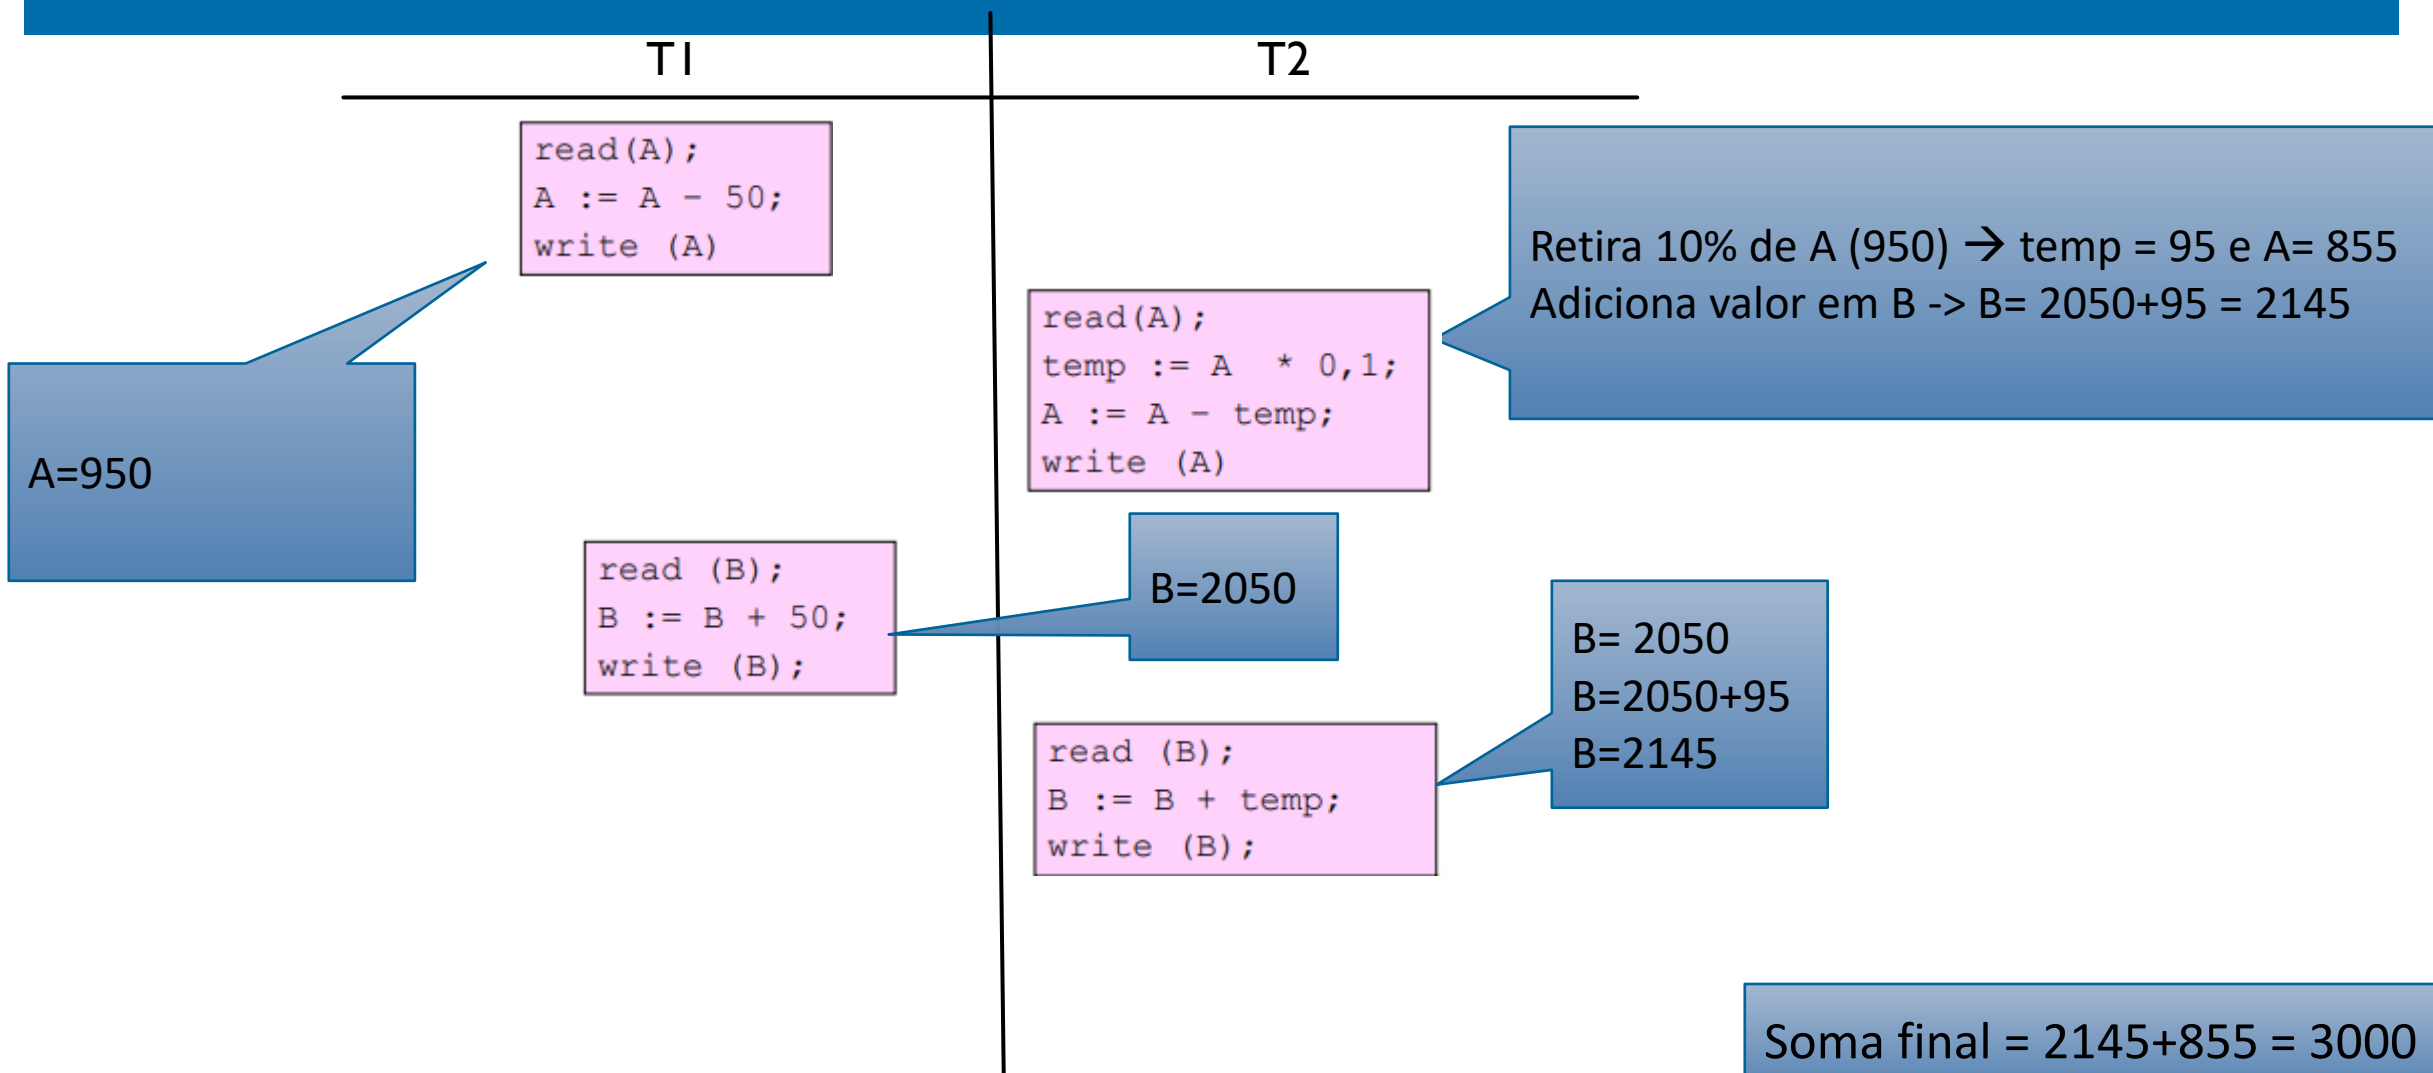 T1
T2
read(A);
A := A - 50;
write (A)
Retira 10% de A (950) → temp = 95 e A= 855
Adiciona valor em B -> B= 2050+95 = 2145
read(A);
temp := A  * 0,1;
A := A - temp;
write (A)
A=950
read (B);
B := B + 50;
write (B);
B=2050
B= 2050
B=2050+95
B=2145
read (B);
B := B + temp;
write (B);
Soma final = 2145+855 = 3000